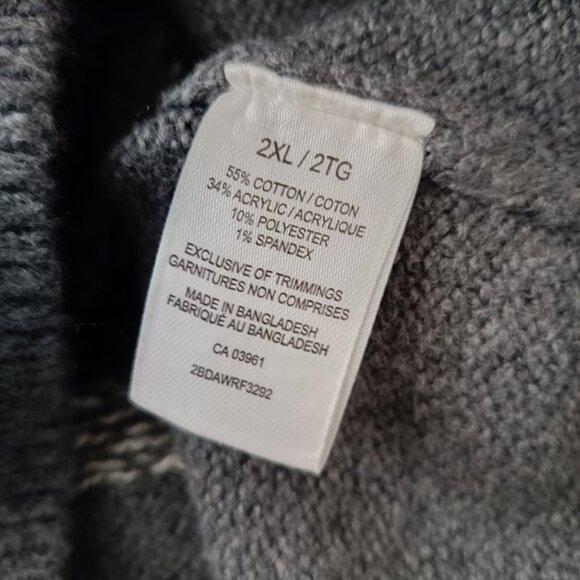 2XL / 2TG
55% COTTON / COTON
34% ACRYLIC / ACRYLIQUE
10% POLYESTER
1% SPANDEX
EXCLUSIVE OF TRIMMINGS
GARNITURES NON COMPRISES
MADE IN BANGLADESH
FABRIQUÉ AU BANGLADESH
CA 03961
2BDAWRF3292